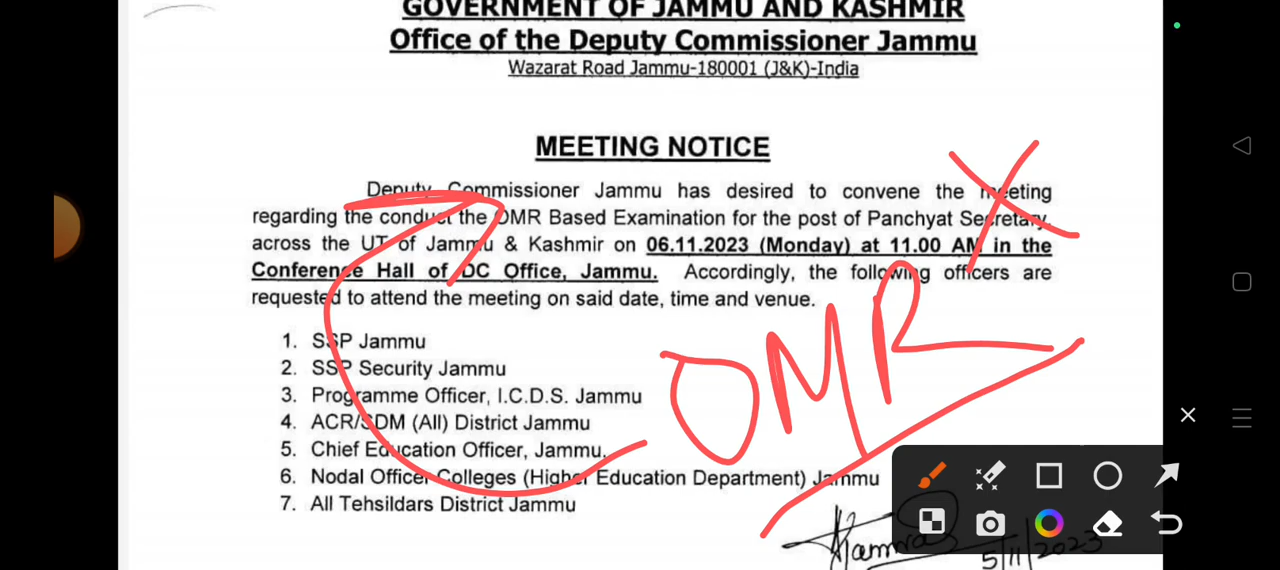 GOVERNMENT OF JAMMU AND KASHMIR
Office of the Deputy Commissioner Jammu
Wazarat Road Jammu-180001 (J&K)-India
MEETING NOTICE
Deputy Commissioner Jammu has desired to convene the meeting
regarding the conduct the OMR Based Examination for the post of Panchyat Secretary,
across the UT of Jammu & Kashmir on 06.11.2023 (Monday) at 11.00 AM in the
Conference Hall of DC Office, Jammu. Accordingly, the following officers are
requested to attend the meeting on said date, time and venue.
1. SSP Jammu
2. SSP Security Jammu
3. Programme Officer, I.C.D.S. Jammu
4. ACR/SDM (All) District Jammu
5. Chief Education Officer, Jammu.
6. Nodal Officer Colleges (Higher Education Department) Jammu
7. All Tehsildars District Jammu
OMR
5/11/2023